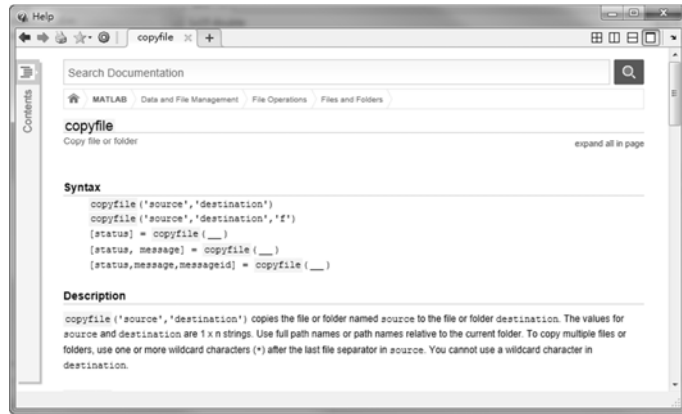 Help
copyfile
Search Documentation
MATLAB Data and File Management File Operations Files and Folders
Contents
copyfile
Copy file or folder
expand all in page
Syntax
copyfile('source','destination')
copyfile('source','destination','f')
[status] = copyfile(__)
[status, message] = copyfile(__)
[status,message,messageid] = copyfile(__)
Description
copyfile('source','destination') copies the file or folder named source to the file or folder destination. The values for
source and destination are 1 x n strings. Use full path names or path names relative to the current folder. To copy multiple files or
folders, use one or more wildcard characters (*) after the last file separator in source. You cannot use a wildcard character in
destination.